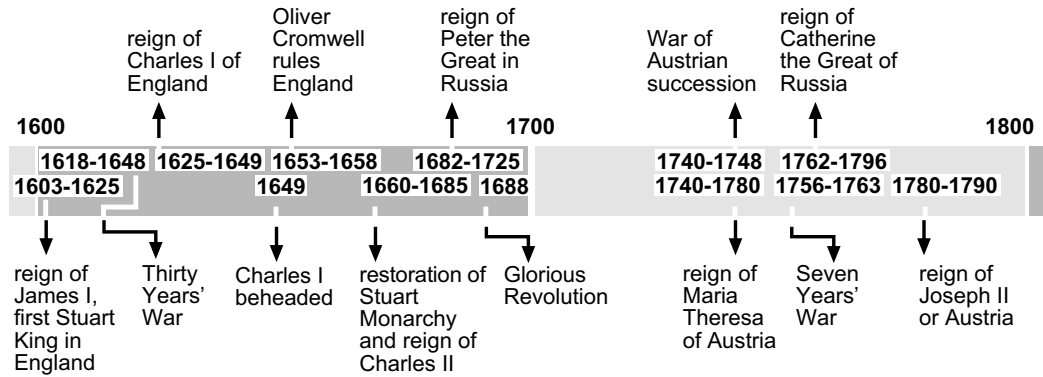 reign of
Charles I of
England
Oliver
Cromwell
rules
England
reign of
Peter the
Great in
Russia
War of
Austrian
succession
reign of
Catherine
the Great of
Russia
1600
1700
1800
1618-1648
1625-1649
1653-1658
1682-1725
1740-1748
1762-1796
1603-1625
1649
1660-1685
1688
1740-1780
1756-1763
1780-1790
reign of
James I,
first Stuart
King in
England
Thirty
Years'
War
Charles I
beheaded
restoration of
Stuart
Monarchy
and reign of
Charles II
Glorious
Revolution
reign of
Maria
Theresa
of Austria
Seven
Years'
War
reign of
Joseph II
or Austria